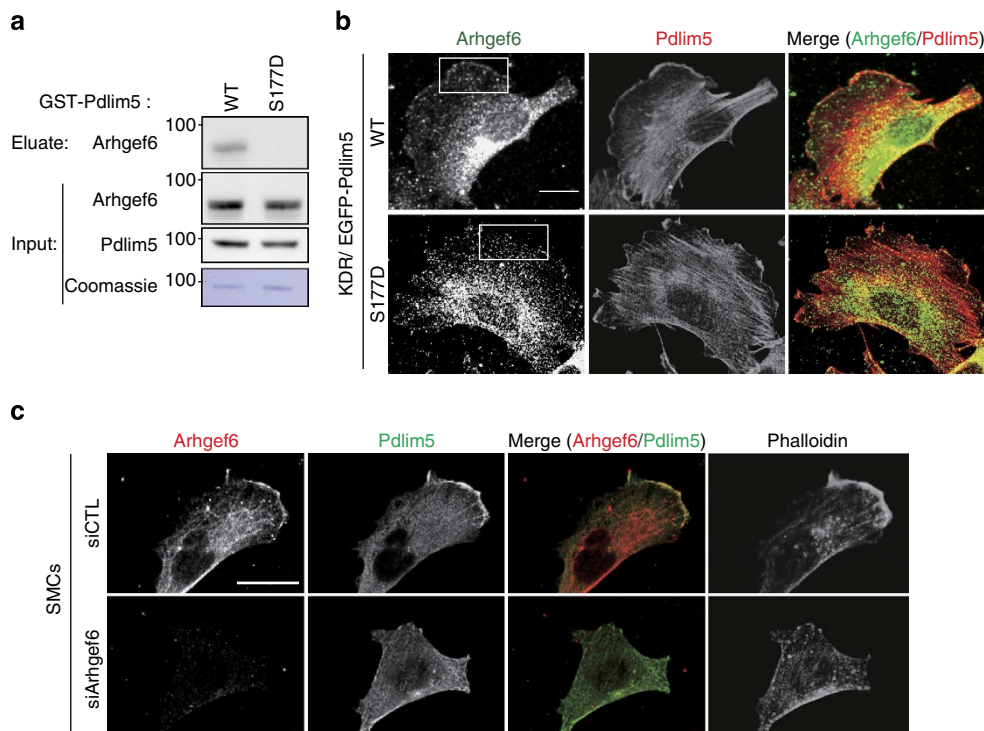 a
GST-Pdlim5 :
WT
S177D
Eluate:
Arhgef6
100
Input:
Arhgef6
100
Pdlim5
100
Coomassie
100
b
Arhgef6
Pdlim5
Merge (Arhgef6/Pdlim5)
KDR/ EGFP-Pdlim5
WT
S177D
c
Arhgef6
Pdlim5
Merge (Arhgef6/Pdlim5)
Phalloidin
SMCs
siCTL
siArhgef6